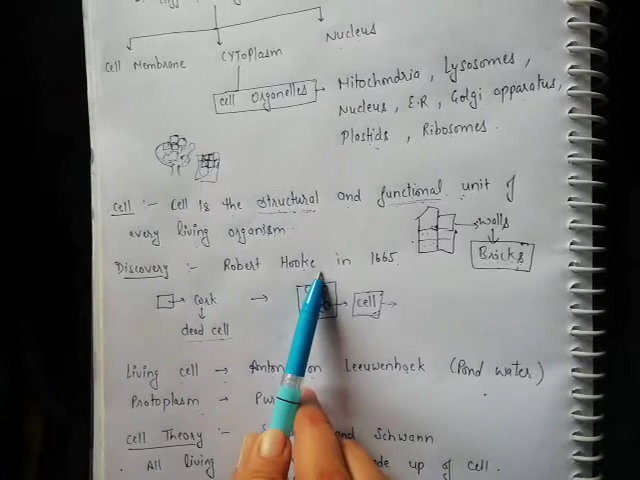 Nucleus
Cell Membrane
Cytoplasm
Cell Organelles
Mitochondria, Lysosomes,
Nucleus, E.R, Golgi apparatus,
Plastids, Ribosomes.
Cell :- Cell is the structural and functional unit of
every living organism.
walls
Bricks
Discovery :- Robert Hooke in 1665.
Cork
cell
dead cell
Living cell → Leeuwenhoek (Pond water)
Protoplasm →
Cell Theory :- and Schwann
. All living up of cell.